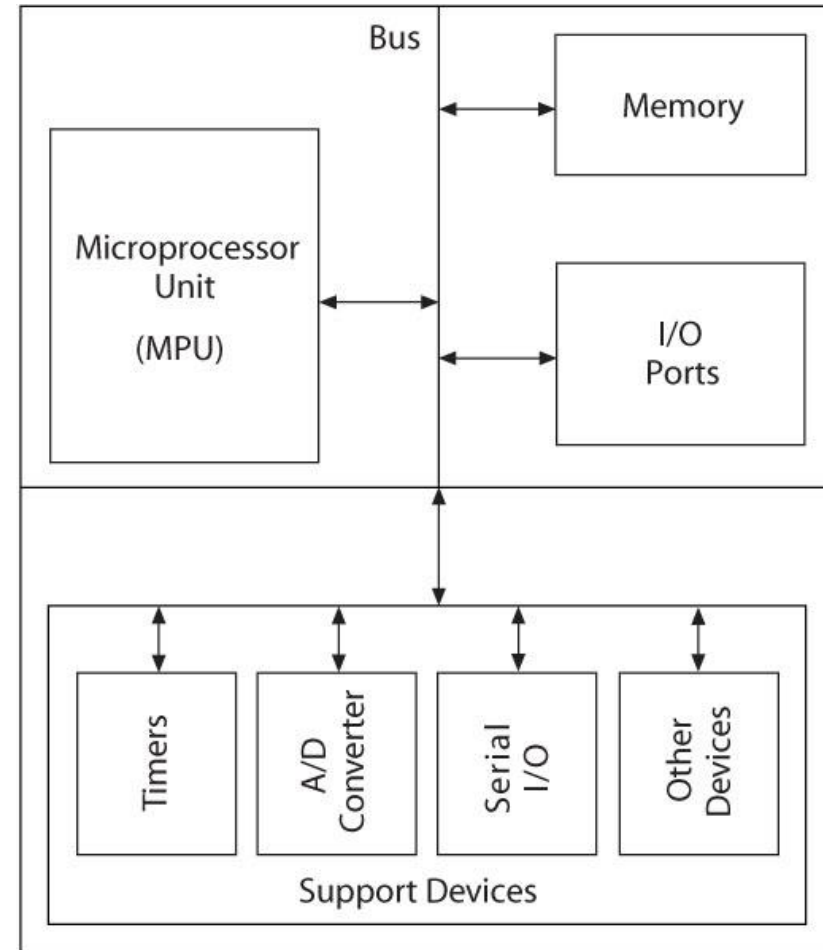 Bus
Memory
Microprocessor
Unit
(MPU)
I/O
Ports
Timers
A/D
Converter
Serial
I/O
Other
Devices
Support Devices